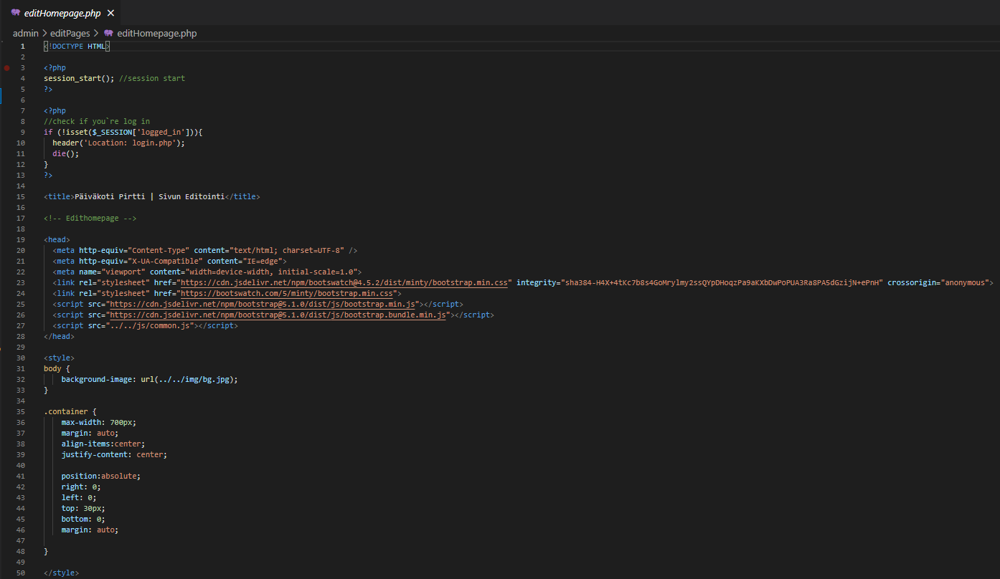 editHomepage.php ×
admin > editPages > editHomepage.php
1 <!DOCTYPE HTML>
2
3 <?php
4 session_start(); //session start
5 ?>
6
7 <?php
8 //check if you`re log in
9 if (!isset($_SESSION['logged_in'])){
10 header('Location: login.php');
11 die();
12 }
13 ?>
14
15 <title>Päiväkoti Pirtti | Sivun Editointi</title>
16
17 <!-- Edithomepage -->
18
19 <head>
20 <meta http-equiv="Content-Type" content="text/html; charset=UTF-8" />
21 <meta http-equiv="X-UA-Compatible" content="IE=edge">
22 <meta name="viewport" content="width=device-width, initial-scale=1.0">
23 <link rel="stylesheet" href="https://cdn.jsdelivr.net/npm/bootswatch@4.5.2/dist/minty/bootstrap.min.css" integrity="sha384-H4X+4tKc7b8s4GoMrylmy2ssQYpDHoqzPa9aKXbDwPoPUA3Ra8PA5dGzijN+ePnH" crossorigin="anonymous">
24 <link rel="stylesheet" href="https://bootswatch.com/5/minty/bootstrap.min.css">
25 <script src="https://cdn.jsdelivr.net/npm/bootstrap@5.1.0/dist/js/bootstrap.min.js"></script>
26 <script src="https://cdn.jsdelivr.net/npm/bootstrap@5.1.0/dist/js/bootstrap.bundle.min.js"></script>
27 <script src="../../js/common.js"></script>
28 </head>
29
30 <style>
31 body {
32 background-image: url(../../img/bg.jpg);
33 }
34
35 .container {
36 max-width: 700px;
37 margin: auto;
38 align-items:center;
39 justify-content: center;
40
41 position:absolute;
42 right: 0;
43 left: 0;
44 top: 30px;
45 bottom: 0;
46 margin: auto;
47
48 }
49
50 </style>